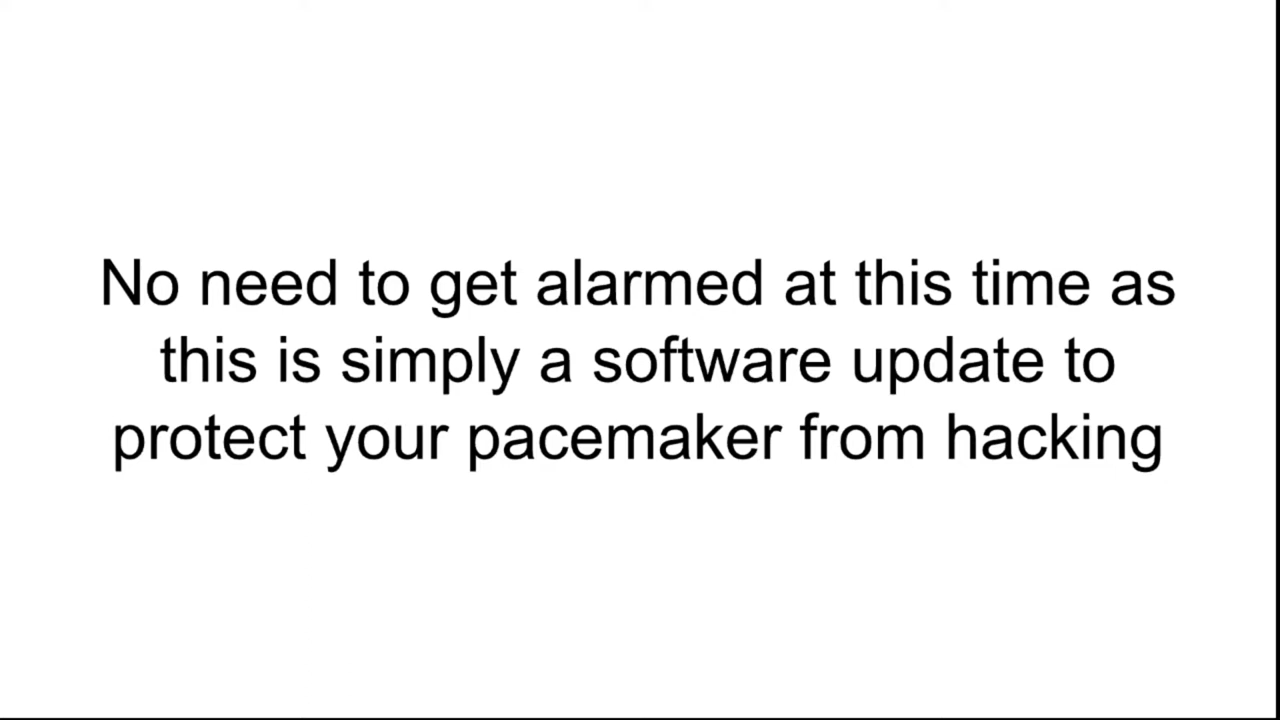 No need to get alarmed at this time as
this is simply a software update to
protect your pacemaker from hacking